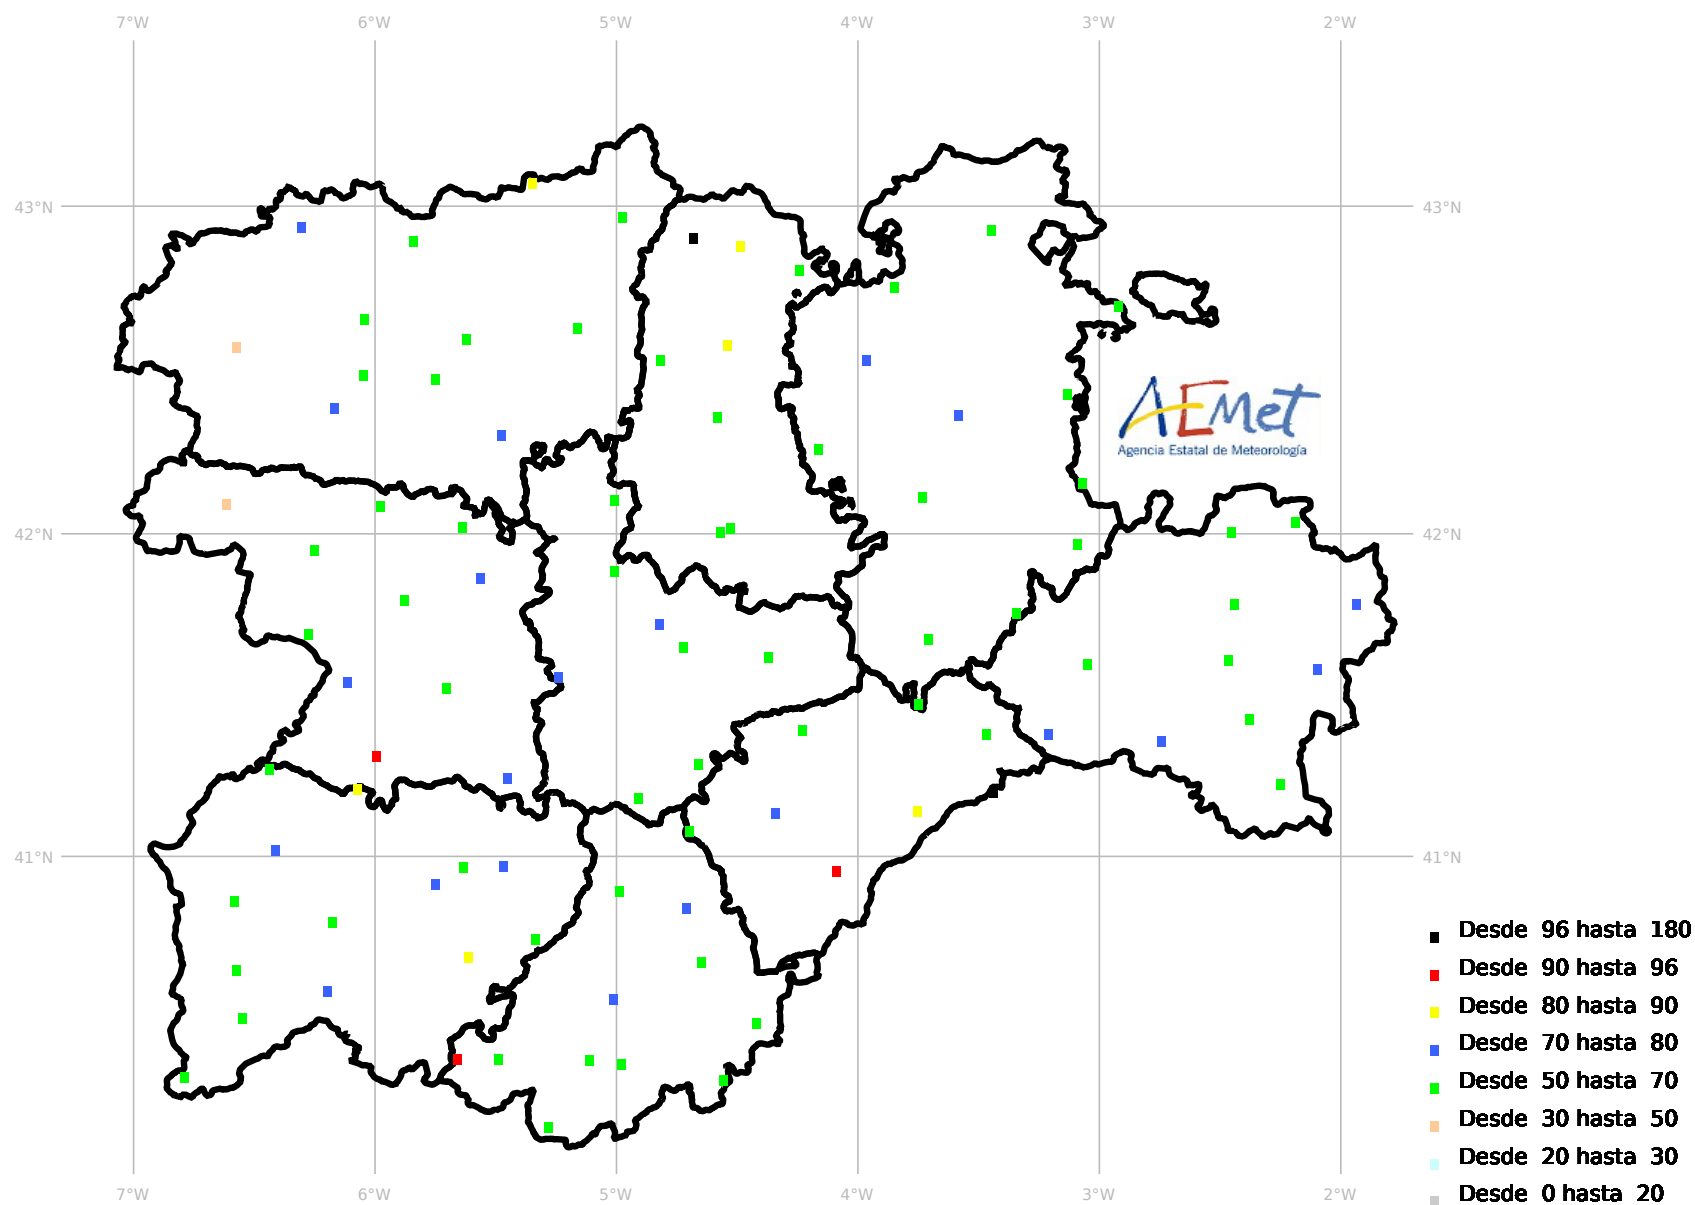 7°W 6°W 5°W 4°W 3°W 2°W
43°N 43°N
AEMet
Agencia Estatal de Meteorología
42°N 42°N
41°N 41°N
Desde 96 hasta 180
Desde 90 hasta 96
Desde 80 hasta 90
Desde 70 hasta 80
Desde 50 hasta 70
Desde 30 hasta 50
Desde 20 hasta 30
Desde 0 hasta 20
7°W 6°W 5°W 4°W 3°W 2°W